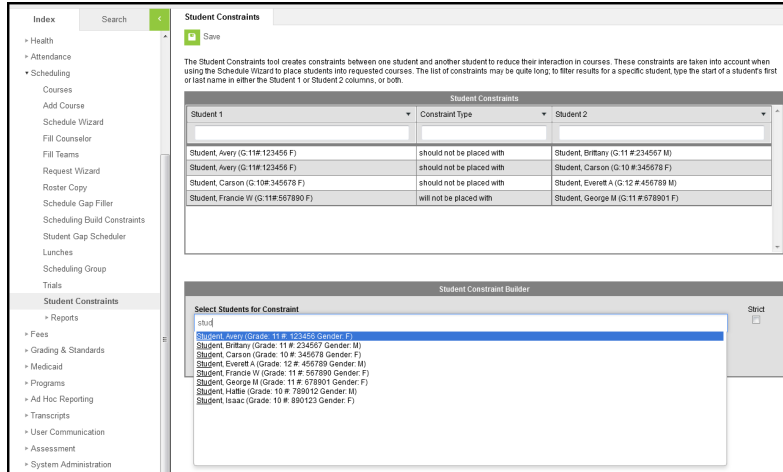 Index
Search
Health
Attendance
Scheduling
Courses
Add Course
Schedule Wizard
Fill Counselor
Fill Teams
Request Wizard
Roster Copy
Schedule Gap Filler
Scheduling Build Constraints
Student Gap Scheduler
Lunches
Scheduling Group
Trials
Student Constraints
Reports
Fees
Grading & Standards
Medicaid
Programs
Ad Hoc Reporting
Transcripts
User Communication
Assessment
System Administration
Student Constraints
Save
The Student Constraints tool creates constraints between one student and another student to reduce their interaction in courses. These constraints are taken into account when
using the Schedule Wizard to place students into requested courses. The list of constraints may be quite long; to filter results for a specific student, type the start of a student's first
or last name in either the Student 1 or Student 2 columns, or both.
Student Constraints
Student 1 Constraint Type Student 2
Student, Avery (G:11#:123456 F) should not be placed with Student, Brittany (G:11 #:234567 M)
Student, Avery (G:11#:123456 F) should not be placed with Student, Carson (G:10 #:345678 F)
Student, Carson (G:10#:345678 F) should not be placed with Student, Everett A (G:12 #:456789 M)
Student, Francie W (G:11#:567890 F) will not be placed with Student, George M (G:11 #:678901 F)
Student Constraint Builder
Select Students for Constraint Strict
stud
Student, Avery (Grade: 11 #: 123456 Gender: F)
Student, Brittany (Grade: 11 #: 234567 Gender: M)
Student, Carson (Grade: 10 #: 345678 Gender: F)
Student, Everett A (Grade: 12 #: 456789 Gender: M)
Student, Francie W (Grade: 11 #: 567890 Gender: F)
Student, George M (Grade: 11 #: 678901 Gender: F)
Student, Hattie (Grade: 10 #: 789012 Gender: M)
Student, Isaac (Grade: 10 #: 890123 Gender: F)